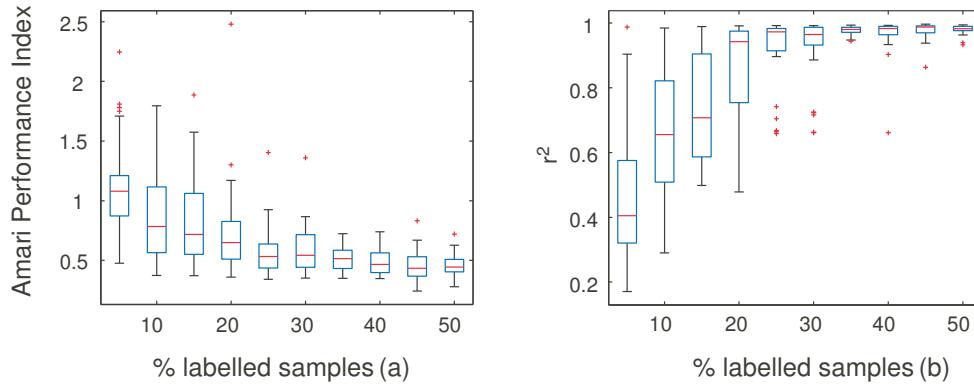 Amari Performance Index
2.5
2
1.5
1
0.5
10 20 30 40 50
% labelled samples (a)
r2
1
0.8
0.6
0.4
0.2
10 20 30 40 50
% labelled samples (b)